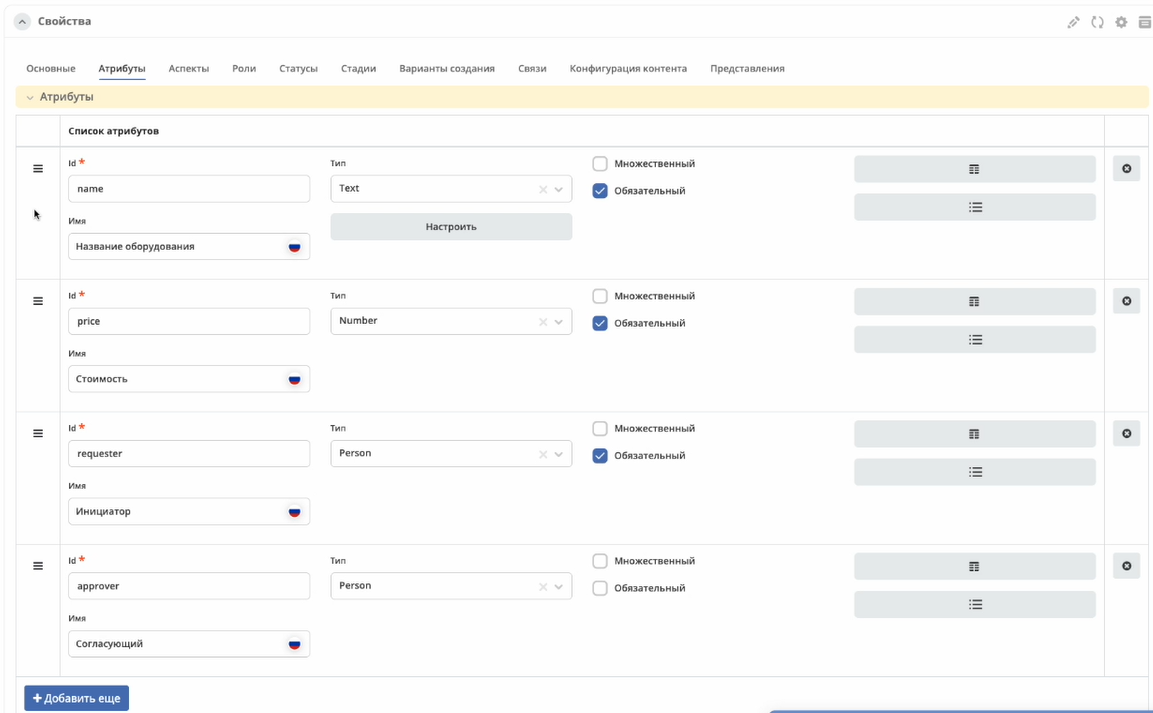 Свойства
Основные Атрибуты Аспекты Роли Статусы Стадии Варианты создания Связи Конфигурация контента Представления
Атрибуты
Список атрибутов
Id * Тип Множественный
name Text Обязательный
Имя Настроить
Название оборудования
Id * Тип Множественный
price Number Обязательный
Имя
Стоимость
Id * Тип Множественный
requester Person Обязательный
Имя
Инициатор
Id * Тип Множественный
approver Person Обязательный
Имя
Согласующий
+ Добавить еще